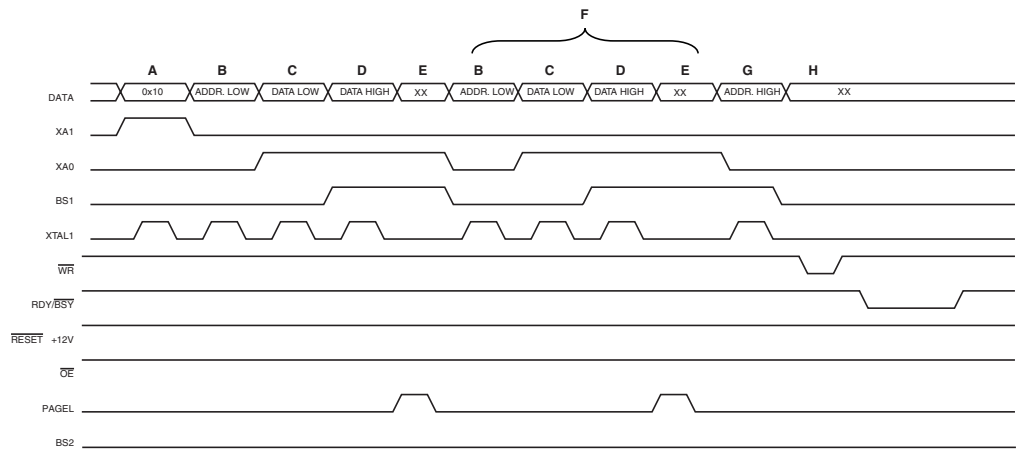 F
A B C D E B C D E G H
DATA 0x10 ADDR. LOW DATA LOW DATA HIGH XX ADDR. LOW DATA LOW DATA HIGH XX ADDR. HIGH XX
XA1
XA0
BS1
XTAL1
WR
RDY/BSY
RESET +12V
OE
PAGEL
BS2